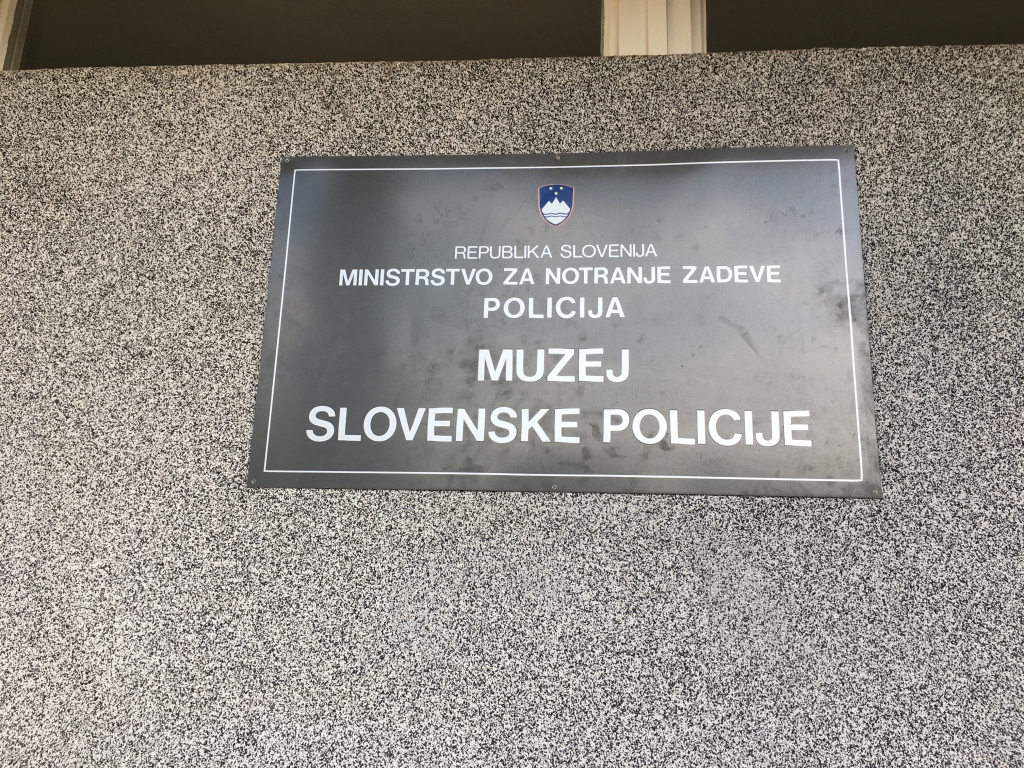 REPUBLIKA SLOVENIJA
MINISTRSTVO ZA NOTRANJE ZADEVE
POLICIJA
MUZEJ
SLOVENSKE POLICIJE